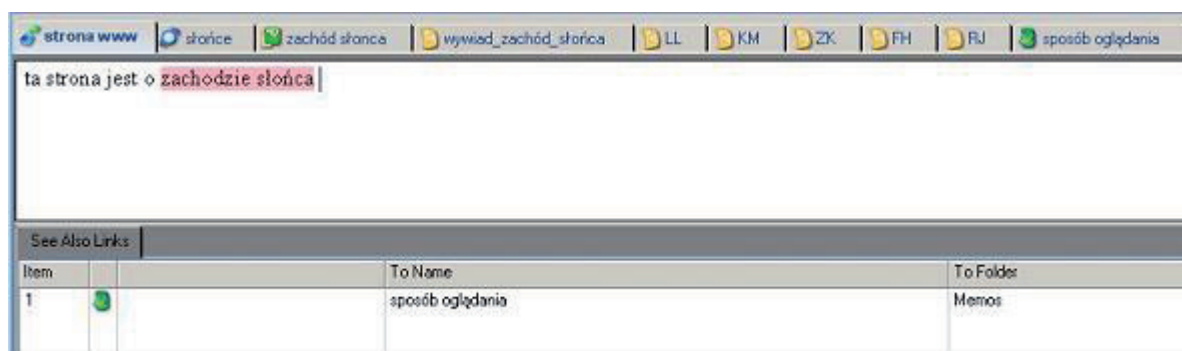 strona www słońce zachód słonca wywiad_zachód_słońca LL KM ZK FH RJ sposób oglądania
ta strona jest o zachodzie słońca
See Also Links
Item To Name To Folder
1 sposób oglądania Memos